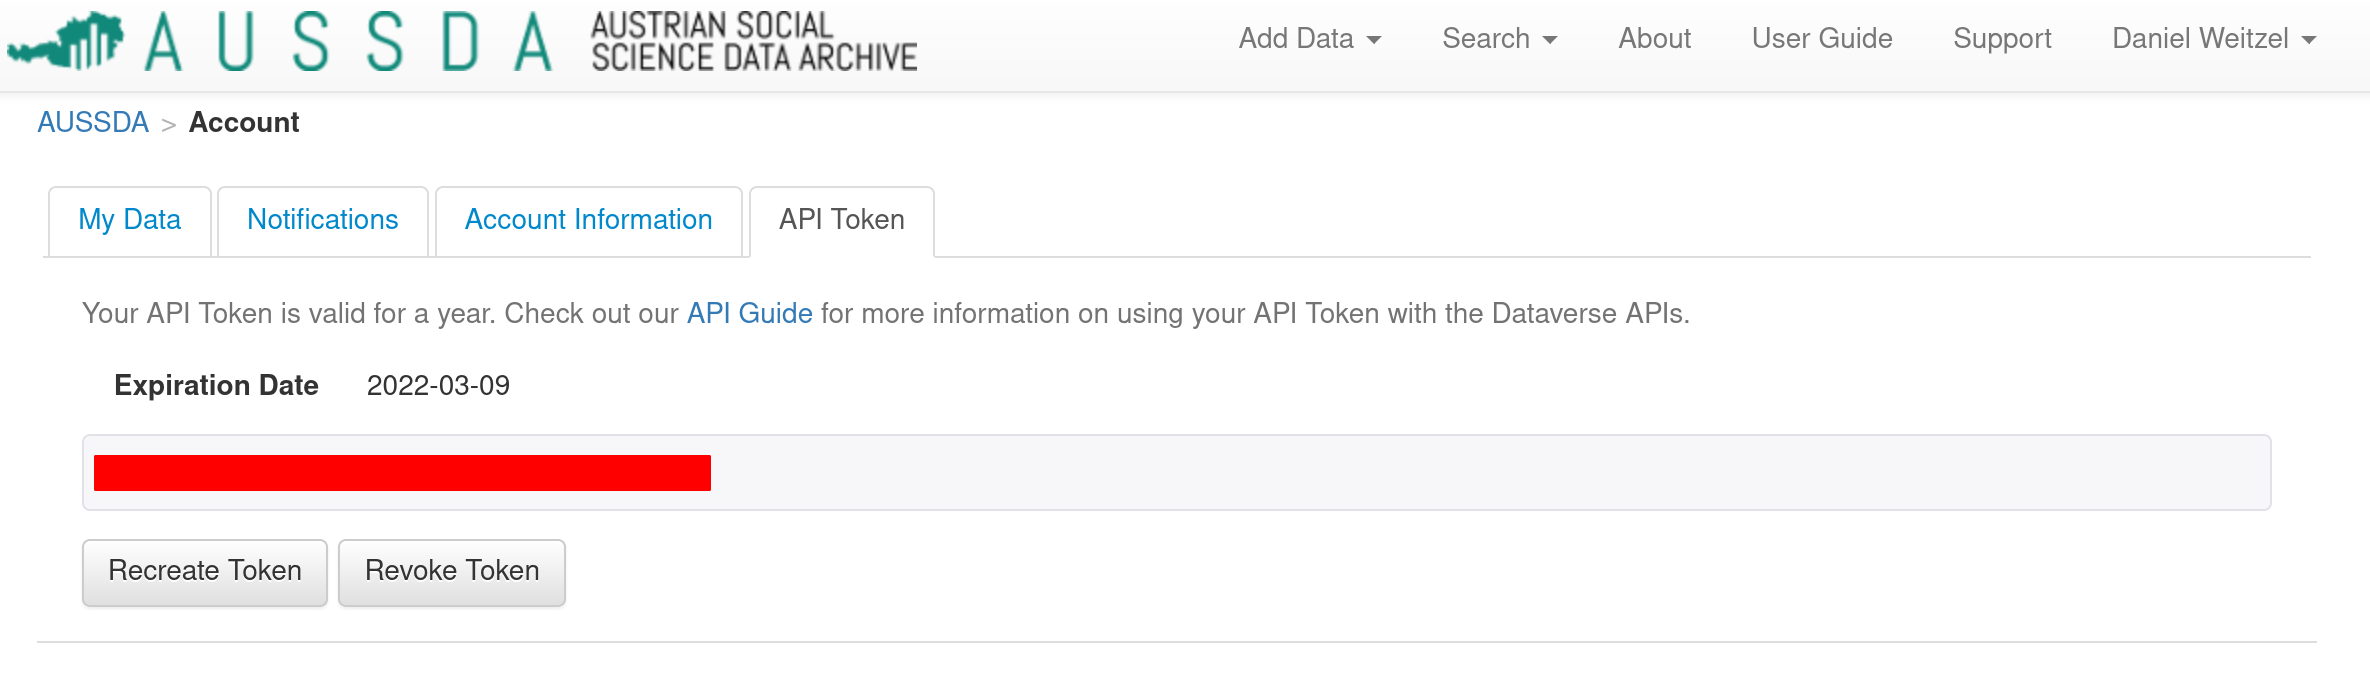 AUSSDA AUSTRIAN SOCIAL
SCIENCE DATA ARCHIVE
Add Data Search About User Guide Support Daniel Weitzel
AUSSDA > Account
My Data Notifications Account Information API Token
Your API Token is valid for a year. Check out our API Guide for more information on using your API Token with the Dataverse APIs.
Expiration Date 2022-03-09
Recreate Token Revoke Token